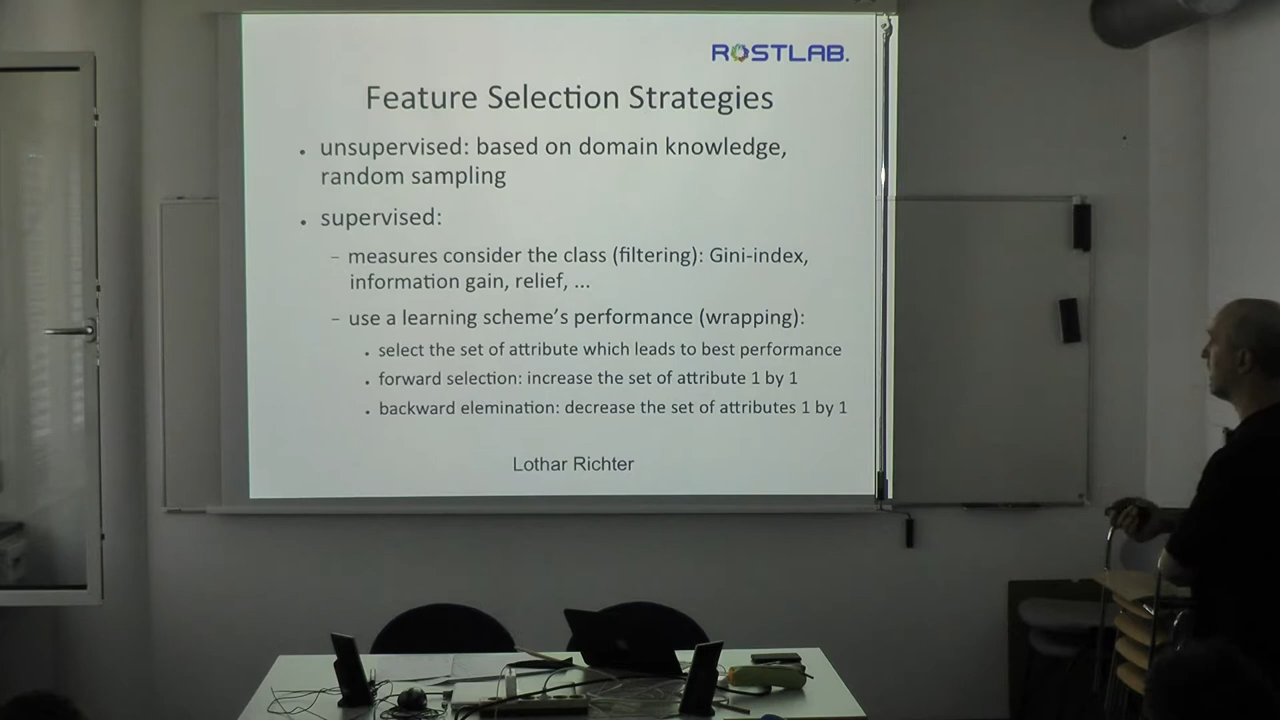 ROSTLAB.
Feature Selection Strategies
• unsupervised: based on domain knowledge,
random sampling
• supervised:
– measures consider the class (filtering): Gini-index,
information gain, relief, ...
– use a learning scheme's performance (wrapping):
• select the set of attribute which leads to best performance
• forward selection: increase the set of attribute 1 by 1
• backward elemination: decrease the set of attributes 1 by 1
Lothar Richter